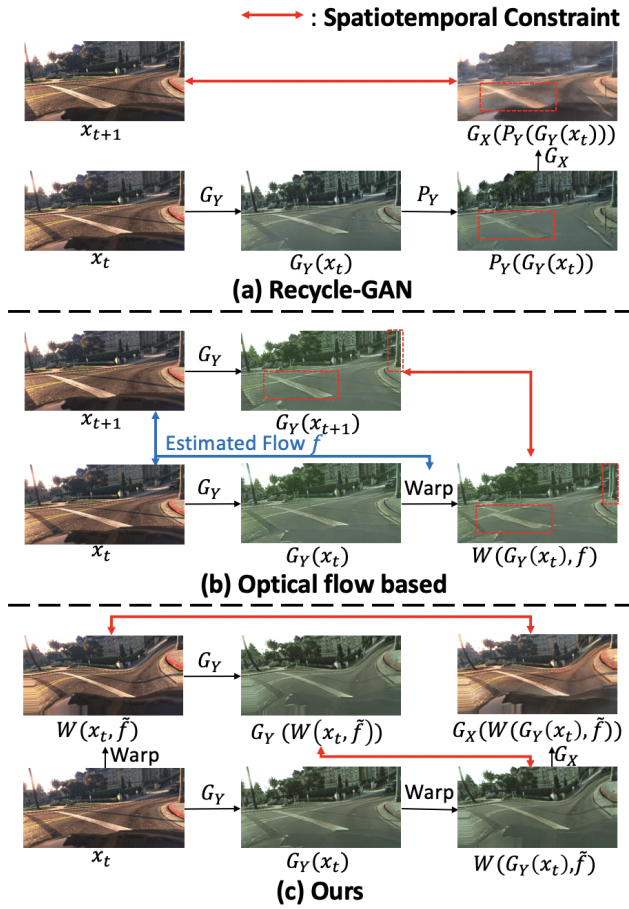 : Spatiotemporal Constraint
x_{t+1}
G_X(P_Y(G_Y(x_t)))
G_X
G_Y
P_Y
x_t
G_Y(x_t)
P_Y(G_Y(x_t))
(a) Recycle-GAN
G_Y
x_{t+1}
G_Y(x_{t+1})
Estimated Flow f
G_Y
Warp
x_t
G_Y(x_t)
W(G_Y(x_t), f)
(b) Optical flow based
G_Y
W(x_t, f̃)
G_Y (W(x_t, f̃))
G_X(W(G_Y(x_t), f̃))
Warp
G_X
G_Y
Warp
x_t
G_Y(x_t)
W(G_Y(x_t), f̃)
(c) Ours